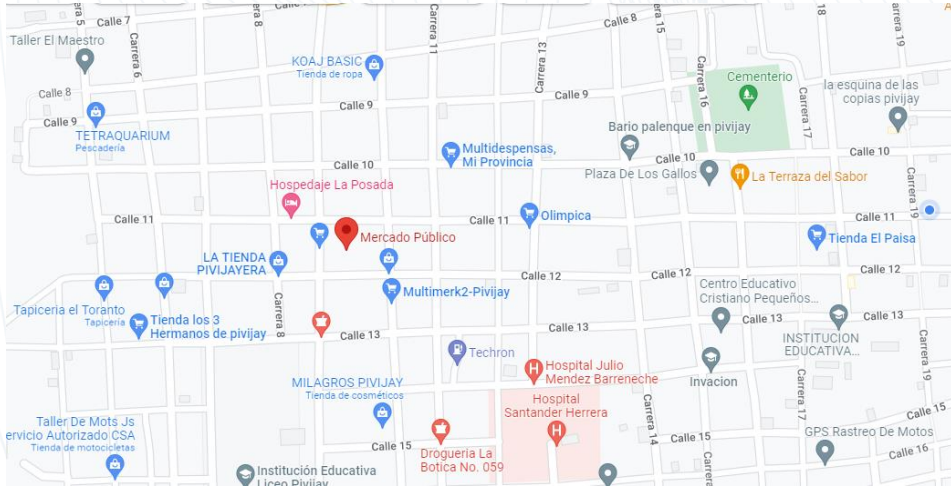 Calle 7
Calle 8
Taller El Maestro
KOAJ BASIC
Tienda de ropa
Carrera 6
Carrera 8
Carrera 11
Carrera 13
Carrera 16
Cementerio
Carrera 17
Carrera 19
la esquina de las
copias pivijay
Calle 8
Calle 9
Calle 9
Calle 9
TETRAQUARIUM
Pescadería
Bario palenque en pivijay
Multidespensas,
Mi Provincia
Calle 10
Calle 10
Calle 10
Plaza De Los Gallos
La Terraza del Sabor
Hospedaje La Posada
Calle 11
Calle 11
Calle 11
Carrera 19
Olimpica
Mercado Público
Tienda El Paisa
LA TIENDA
PIVIJAYERA
Calle 12
Calle 12
Calle 12
Multimerk2-Pivijay
Centro Educativo
Cristiano Pequeños...
Tapiceria el Toranto
Tapicería
Tienda los 3
Hermanos de pivijay
Carrera 8
Calle 13
Calle 13
Calle 13
Calle 13
INSTITUCION
EDUCATIVA...
Techron
Hospital Julio
Mendez Barreneche
Invacion
Carrera 19
MILAGROS PIVIJAY
Tienda de cosméticos
Hospital
Santander Herrera
Carrera 14
Carrera 17
Taller De Mots Js
ervicio Autorizado CSA
Tienda de motocicletas
Calle 15
Calle 15
Calle 15
Calle 16
Drogueria La
Botica No. 059
GPS Rastreo De Motos
Institución Educativa
Liceo Pivijay